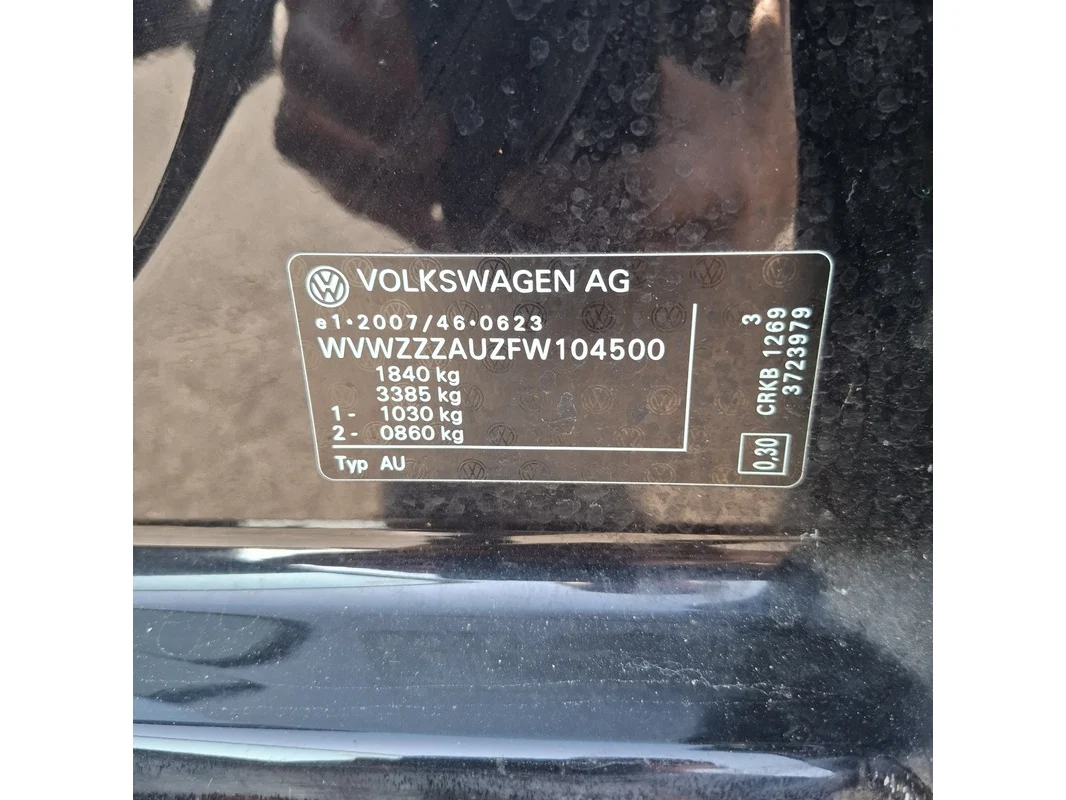 VOLKSWAGEN AG
e1•2007/46•0623
WVWZZZAUZFW104500
1840 kg
3385 kg
1- 1030 kg
2- 0860 kg
Typ AU
3
CRKB 1269
3723979
0,30